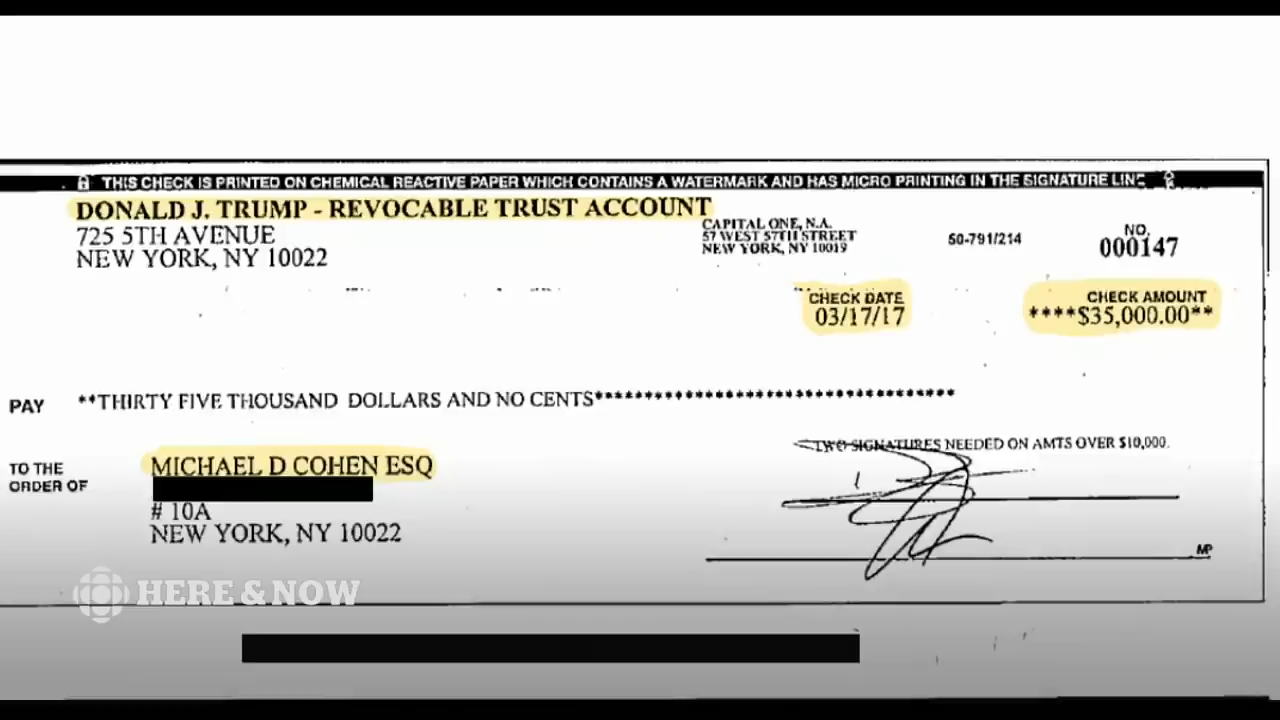 THIS CHECK IS PRINTED ON CHEMICAL REACTIVE PAPER WHICH CONTAINS A WATERMARK AND HAS MICRO PRINTING IN THE SIGNATURE LINE
DONALD J. TRUMP - REVOCABLE TRUST ACCOUNT
725 5TH AVENUE
NEW YORK, NY 10022
CAPITAL ONE, N.A.
57 WEST 57TH STREET
NEW YORK, NY 10019
50-791/214
NO.
000147
CHECK DATE
03/17/17
CHECK AMOUNT
****$35,000.00**
PAY **THIRTY FIVE THOUSAND DOLLARS AND NO CENTS************************************
TWO SIGNATURES NEEDED ON AMTS OVER $10,000.
TO THE
ORDER OF
MICHAEL D COHEN ESQ
# 10A
NEW YORK, NY 10022
MP
HERE & NOW